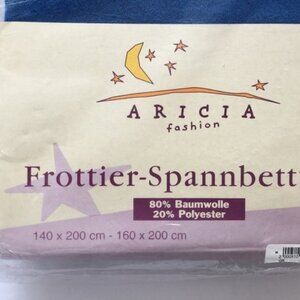 ARICIA
fashion
Frottier-Spannbett
80% Baumwolle
20% Polyester
140 x 200 cm - 160 x 200 cm